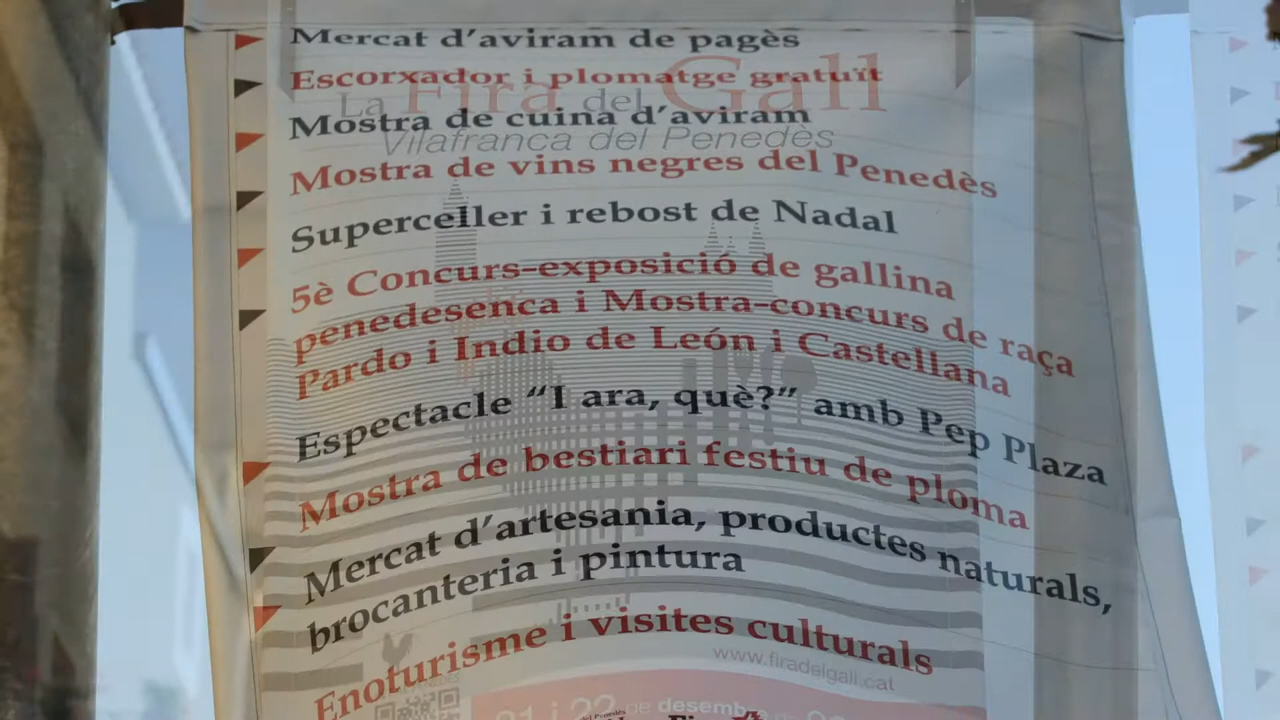 Mercat d'aviram de pagès
Escorxador i plomatge gratuït
La Fira del Gall
Mostra de cuina d'aviram
Vilafranca del Penedès
Mostra de vins negres del Penedès
Superceller i rebost de Nadal
5è Concurs-exposició de gallina
penedesenca i Mostra-concurs de raça
Pardo i Indio de León i Castellana
Espectacle “I ara, què?” amb Pep Plaza
Mostra de bestiari festiu de ploma
Mercat d'artesania, productes naturals,
brocanteria i pintura
Enoturisme i visites culturals
www.firadelgall.cat
21 i 22 de desembre